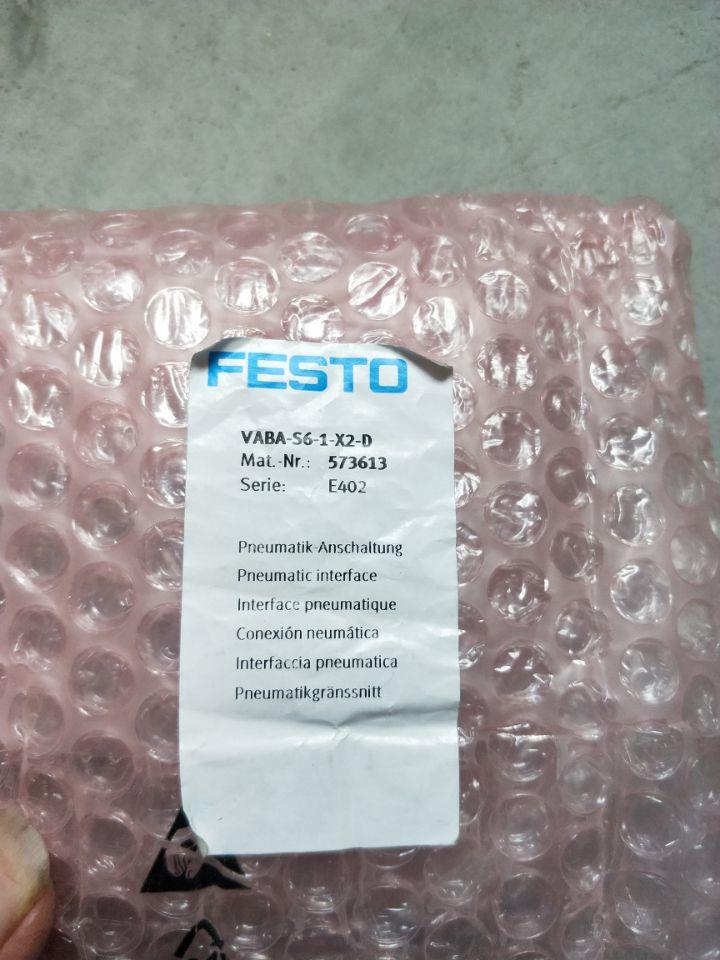 FESTO
VABA-S6-1-X2-D
Mat.-Nr.: 573613
Serie: E402
Pneumatik-Anschaltung
Pneumatic interface
Interface pneumatique
Conexión neumática
Interfaccia pneumatica
Pneumatikgränssnitt